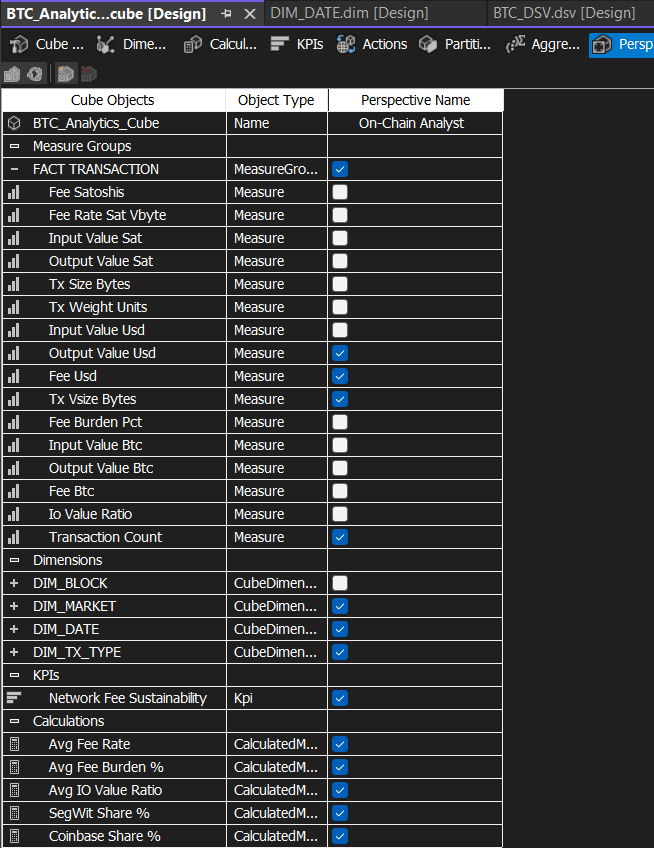 BTC_Analytic...cube [Design] DIM_DATE.dim [Design] BTC_DSV.dsv [Design]
Cube ... Dime... Calcul... KPIs Actions Partiti... Aggre... Persp
Cube Objects Object Type Perspective Name
BTC_Analytics_Cube Name On-Chain Analyst
Measure Groups
FACT TRANSACTION MeasureGro...
Fee Satoshis Measure
Fee Rate Sat Vbyte Measure
Input Value Sat Measure
Output Value Sat Measure
Tx Size Bytes Measure
Tx Weight Units Measure
Input Value Usd Measure
Output Value Usd Measure
Fee Usd Measure
Tx Vsize Bytes Measure
Fee Burden Pct Measure
Input Value Btc Measure
Output Value Btc Measure
Fee Btc Measure
Io Value Ratio Measure
Transaction Count Measure
Dimensions
DIM_BLOCK CubeDimen...
DIM_MARKET CubeDimen...
DIM_DATE CubeDimen...
DIM_TX_TYPE CubeDimen...
KPIs
Network Fee Sustainability Kpi
Calculations
Avg Fee Rate CalculatedM...
Avg Fee Burden % CalculatedM...
Avg IO Value Ratio CalculatedM...
SegWit Share % CalculatedM...
Coinbase Share % CalculatedM...